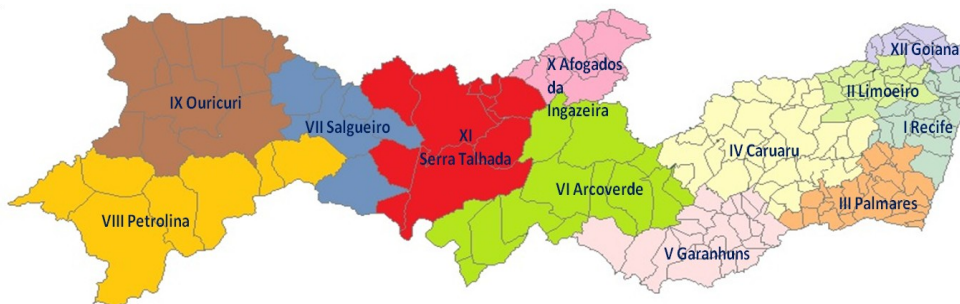 IX Ouricuri
VII Salgueiro
VIII Petrolina
XI
Serra Talhada
X Afogados
da
Ingazeira
VI Arcoverde
IV Caruaru
V Garanhuns
XII Goiana
II Limoeiro
I Recife
III Palmares